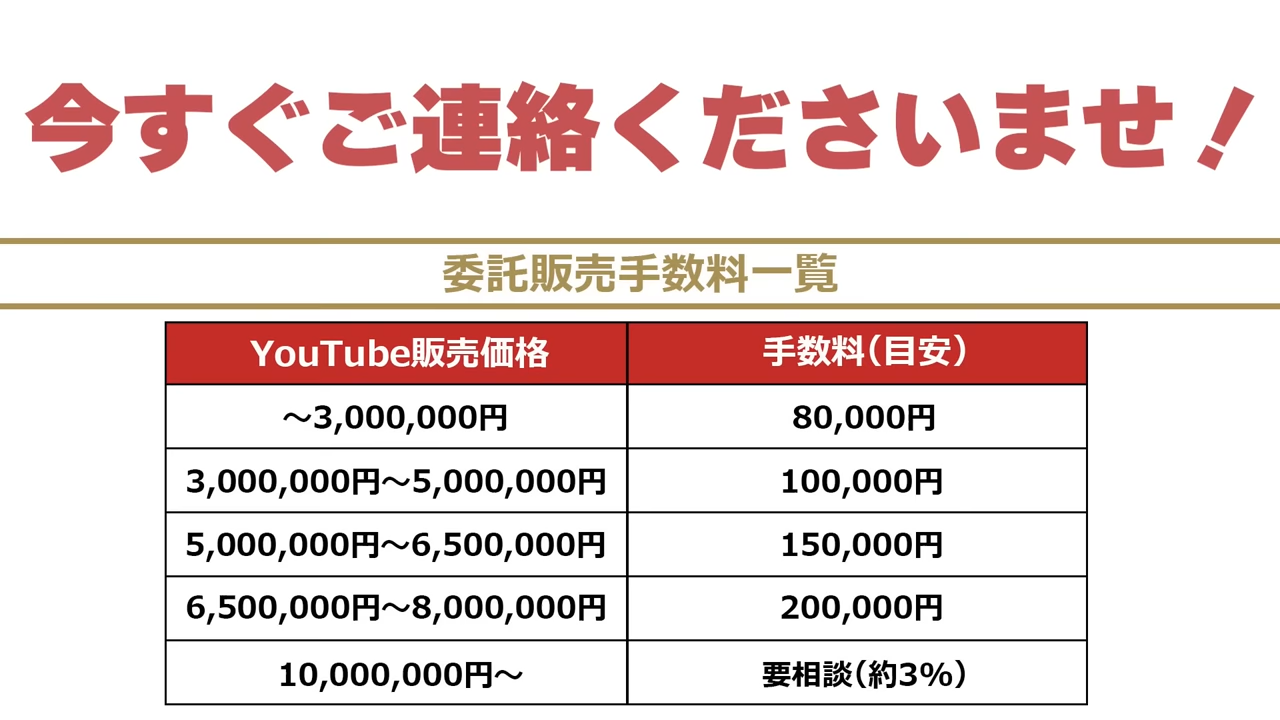 今すぐご連絡くださいませ！
委託販売手数料一覧
YouTube販売価格 手数料（目安）
～3,000,000円 80,000円
3,000,000円～5,000,000円 100,000円
5,000,000円～6,500,000円 150,000円
6,500,000円～8,000,000円 200,000円
10,000,000円～ 要相談（約3%）